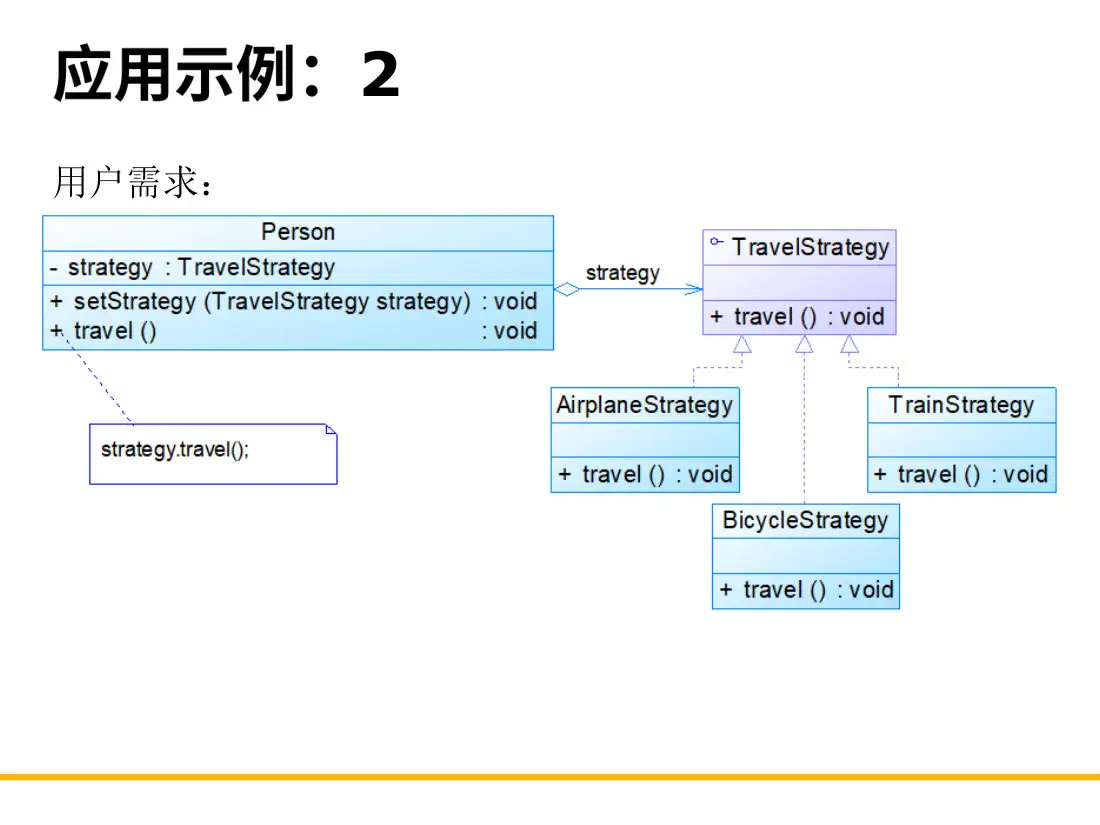 应用示例：2
用户需求：
Person
- strategy : TravelStrategy
+ setStrategy (TravelStrategy strategy) : void
+ travel () : void
strategy
TravelStrategy
+ travel () : void
strategy.travel();
AirplaneStrategy
+ travel () : void
TrainStrategy
+ travel () : void
BicycleStrategy
+ travel () : void